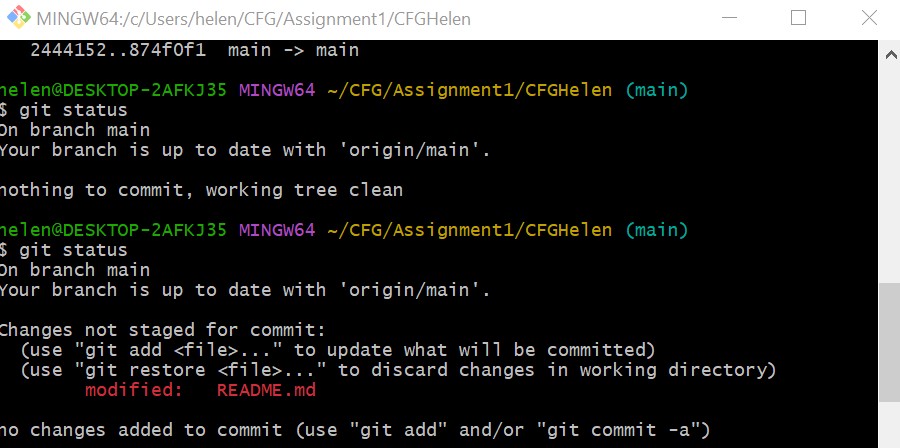 MINGW64:/c/Users/helen/CFG/Assignment1/CFGHelen
2444152..874f0f1  main -> main
helen@DESKTOP-2AFKJ35 MINGW64 ~/CFG/Assignment1/CFGHelen (main)
$ git status
On branch main
Your branch is up to date with 'origin/main'.
nothing to commit, working tree clean
helen@DESKTOP-2AFKJ35 MINGW64 ~/CFG/Assignment1/CFGHelen (main)
$ git status
On branch main
Your branch is up to date with 'origin/main'.
Changes not staged for commit:
(use "git add <file>..." to update what will be committed)
(use "git restore <file>..." to discard changes in working directory)
modified:   README.md
no changes added to commit (use "git add" and/or "git commit -a")